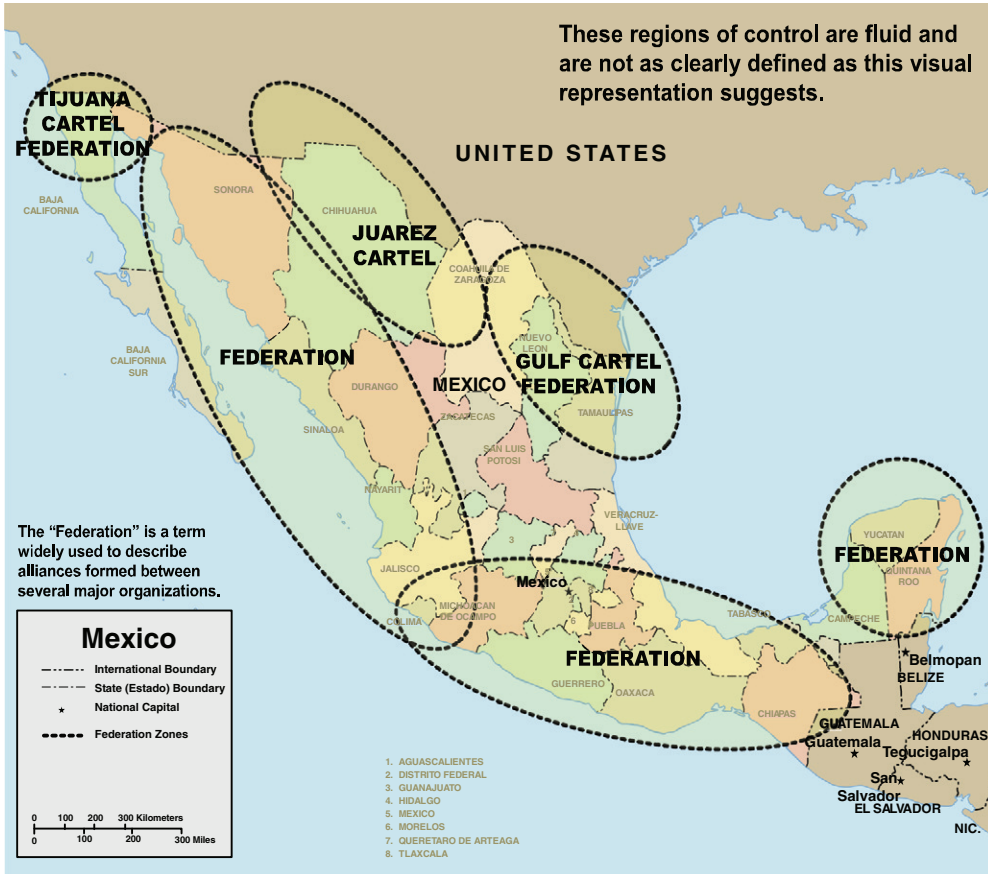 These regions of control are fluid and
are not as clearly defined as this visual
representation suggests.
UNITED STATES
TIJUANA
CARTEL
FEDERATION
BAJA
CALIFORNIA
SONORA
CHIHUAHUA
JUAREZ
CARTEL
COAHUILA DE
ZARAGOZA
BAJA
CALIFORNIA
SUR
FEDERATION
DURANGO
MEXICO
NUEVO
LEON
GULF CARTEL
FEDERATION
TAMAULPAS
SINALOA
ZACATECAS
SAN LUIS
POTOSI
NAYARIT
1
VERACRUZ-
LLAVE
3
JALISCO
COLIMA
MICHOACAN
DE OCAMPO
Mexico
6
PUEBLA
TABASCO
FEDERATION
GUERRERO
OAXACA
CHIAPAS
YUCATAN
FEDERATION
QUINTANA
ROO
CAMPECHE
Belmopan
BELIZE
GUATEMALA
Guatemala
HONDURAS
Tegucigalpa
San
Salvador
EL SALVADOR
NIC.
The “Federation” is a term
widely used to describe
alliances formed between
several major organizations.
Mexico
International Boundary
State (Estado) Boundary
National Capital
Federation Zones
0 100 200 300 Kilometers
0 100 200 300 Miles
1. AGUASCALIENTES
2. DISTRITO FEDERAL
3. GUANAJUATO
4. HIDALGO
5. MEXICO
6. MORELOS
7. QUERETARO DE ARTEAGA
8. TLAXCALA